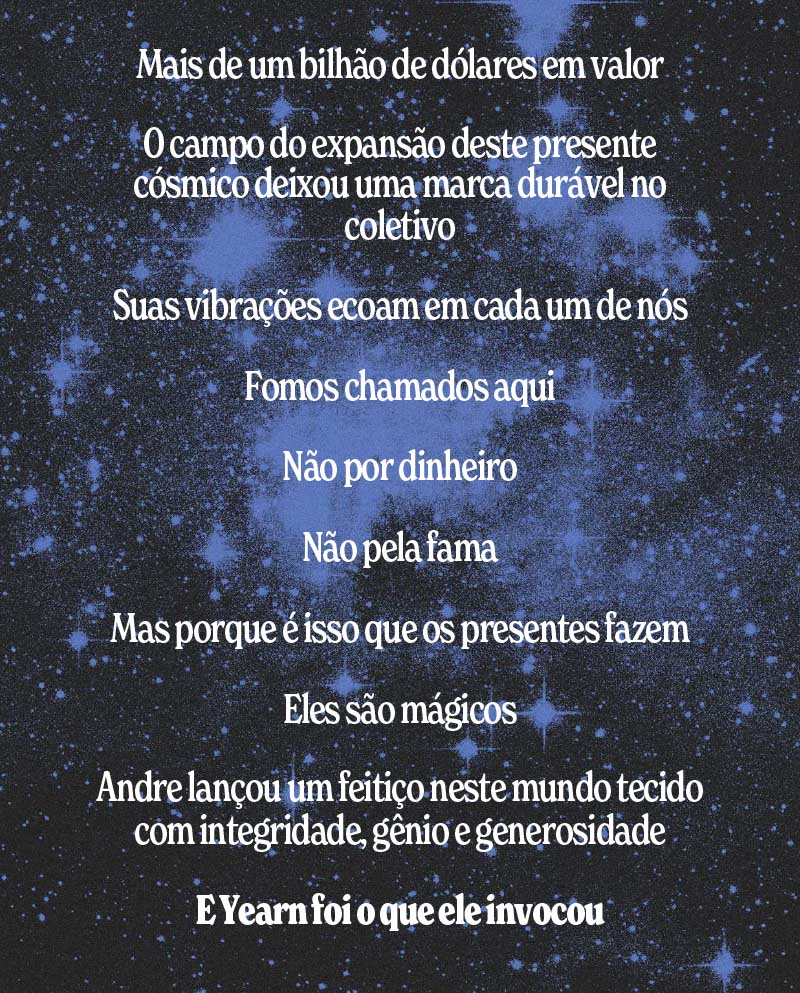 Mais de um bilhão de dólares em valor
O campo do expansão deste presente
cósmico deixou uma marca durável no
coletivo
Suas vibrações ecoam em cada um de nós
Fomos chamados aqui
Não por dinheiro
Não pela fama
Mas porque é isso que os presentes fazem
Eles são mágicos
Andre lançou um feitiço neste mundo tecido
com integridade, gênio e generosidade
E Yearn foi o que ele invocou